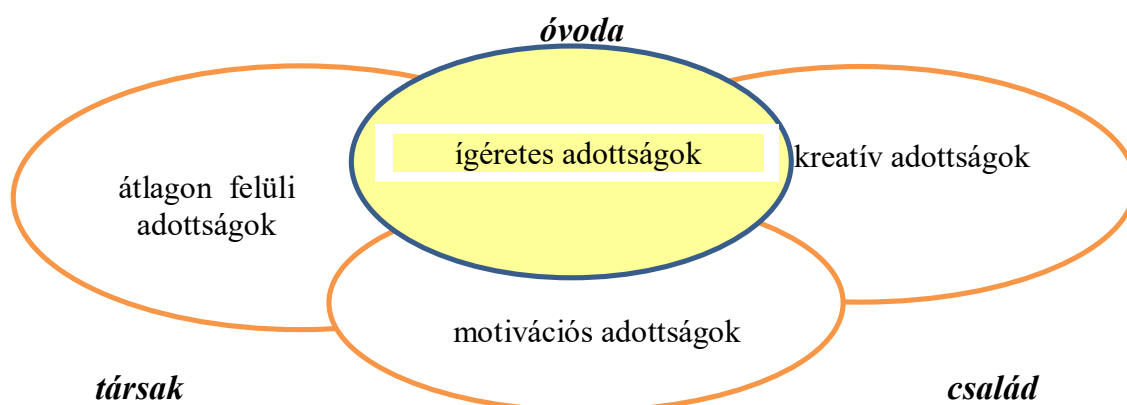 óvoda
ígéretes adottságok
kreatív adottságok
átlagon felüli
adottságok
motivációs adottságok
társak
család